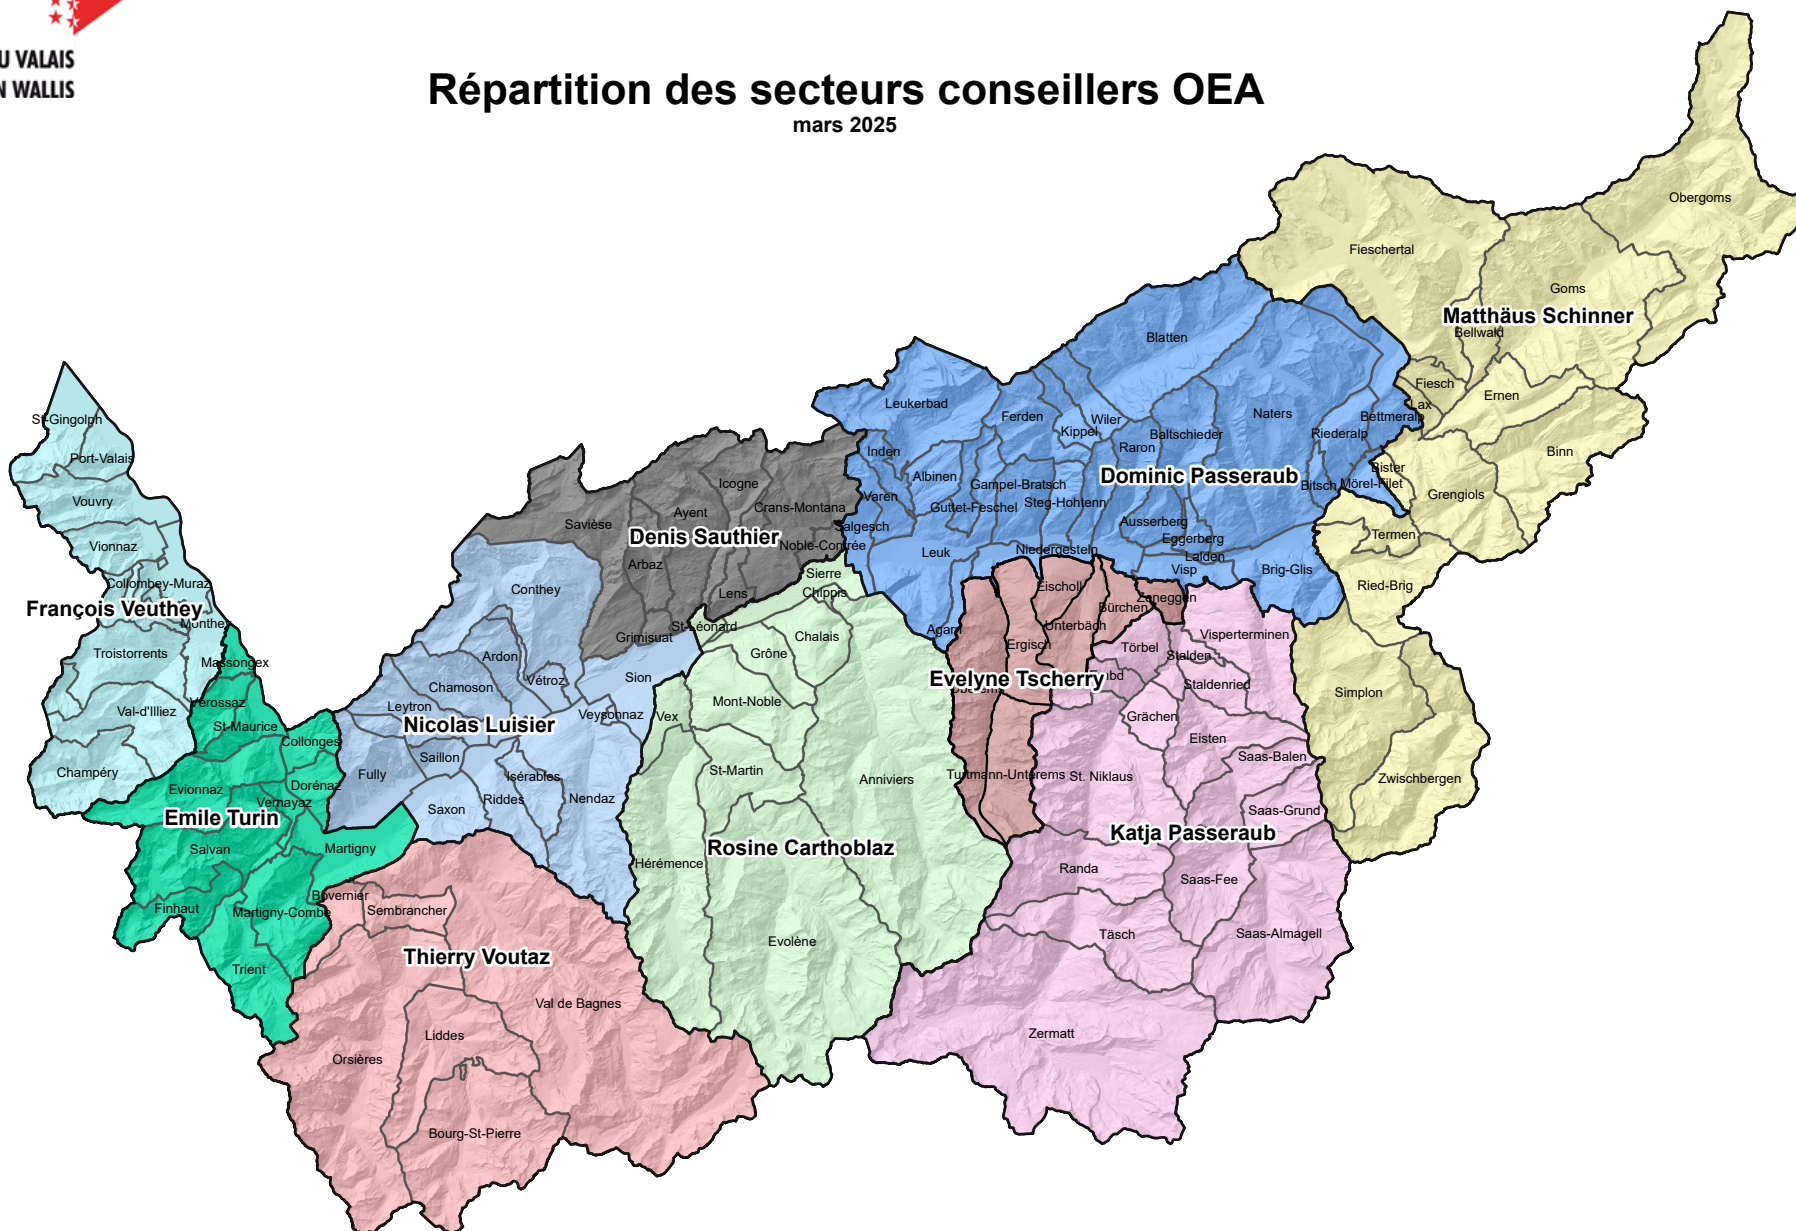 U VALAIS
N WALLIS
Répartition des secteurs conseillers OEA
mars 2025
Obergoms
Fieschertal
Goms
Matthäus Schinner
Bellwald
Blatten
Fiesch
Ernen
Lax
Leukerbad
Ferden
Wiler
Kippel
Naters
Bettmeralp
Riederalp
Raron
Baltschieder
St-Gingolph
Port-Valais
Inden
Albinen
Icogne
Binn
Bister
Dominic Passeraub
Gampel-Bratsch
Bitsch
Mörel-Filet
Grengiols
Vouvry
Varen
Guttet-Feschel
Steg-Hohtenn
Crans-Montana
Ayent
Savièse
Salgesch
Ausserberg
Denis Sauthier
Eggerberg
Termen
Vionnaz
Noble-Contrée
Leuk
Niedergesteln
Lalden
Visp
Brig-Glis
Arbaz
Sierre
Collombey-Muraz
Conthey
Chippis
Lens
Eischoll
Ried-Brig
Zeneggen
Bürchen
François Veuthey
Monthey
St-Léonard
Unterbäch
Agarn
Grimisuat
Chalais
Visperterminen
Ergisch
Törbel
Stalden
Troistorrents
Grône
Massongex
Ardon
Vétroz
Sion
Evelyne Tscherry
Staldenried
Chamoson
Simplon
Vérossaz
Leytron
Mont-Noble
Val-d'Illiez
Veysonnaz
Vex
Grächen
St-Maurice
Nicolas Luisier
Collonges
Eisten
Saillon
Saas-Balen
Champéry
Fully
St-Martin
Anniviers
Turtmann-Unterems
St. Niklaus
Isérables
Zwischbergen
Evionnaz
Dorénaz
Vernayaz
Riddes
Nendaz
Saxon
Saas-Grund
Emile Turin
Katja Passeraub
Salvan
Martigny
Rosine Carthoblaz
Hérémence
Randa
Saas-Fee
Bovernier
Finhaut
Martigny-Combe
Sembrancher
Täsch
Saas-Almagell
Evolène
Thierry Voutaz
Trient
Val de Bagnes
Liddes
Zermatt
Orsières
Bourg-St-Pierre